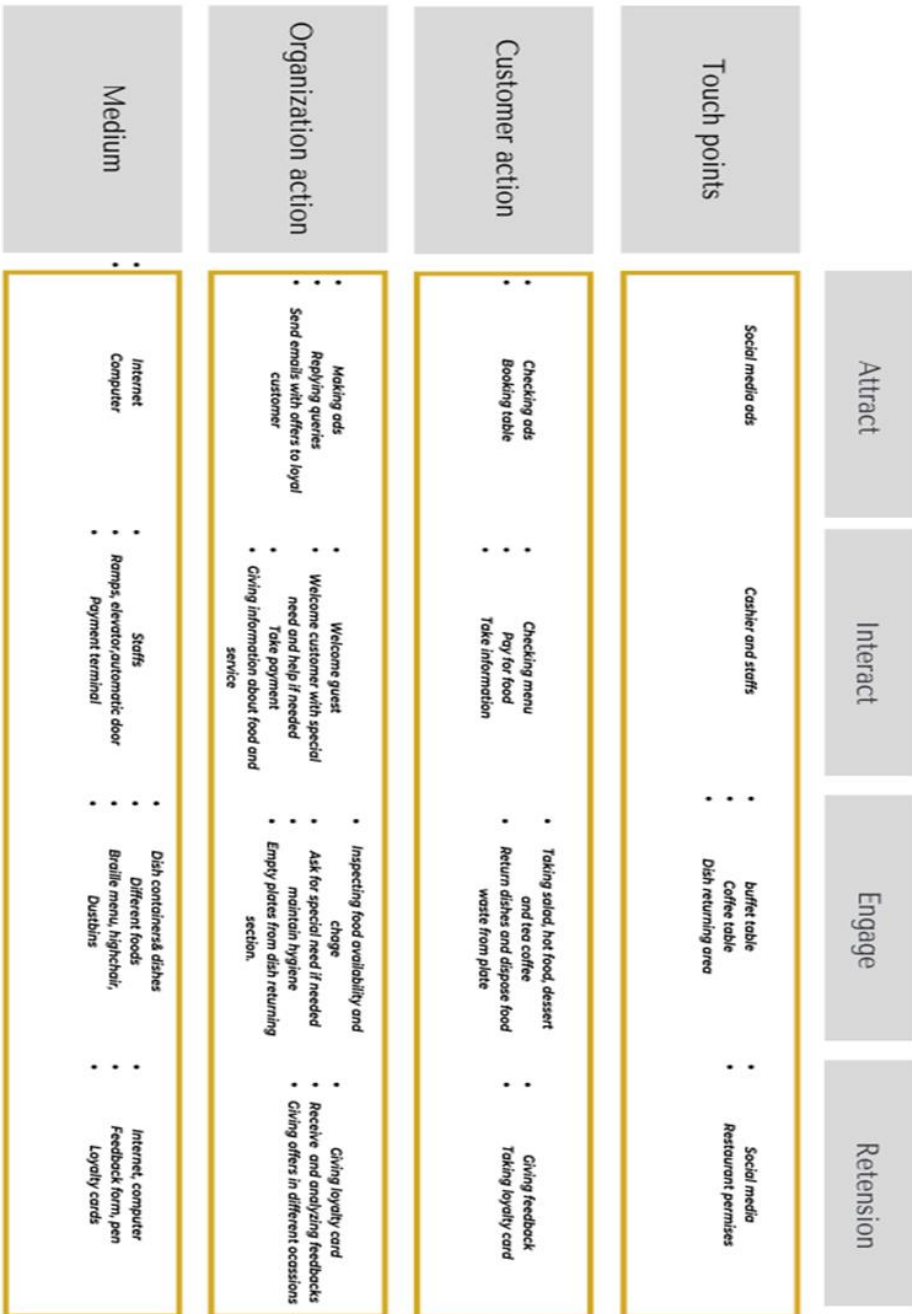 Attract
Interact
Engage
Retension
Touch points
Social media ads
Cashier and staffs
• buffet table
• Coffee table
• Dish returning area
• Social media
• Restaurant permises
Customer action
• Checking ads
• Booking table
• Checking menu
• Pay for food
• Take information
• Taking salad, hot food, dessert
and tea coffee
• Return dishes and dispose food
waste from plate
• Giving feedback
• Taking loyalty card
Organization action
• Making ads
• Replying queries
• Send emails with offers to loyal
customer
• Welcome guest
• Welcome customer with special
need and help if needed
• Take payment
• Giving information about food and
service
• Inspecting food availability and
chage
• Ask for special need if needed
• maintain hygiene
• Empty plates from dish returning
section.
• Giving loyalty card
• Receive and analyzing feedbacks
• Giving offers in different ocassions
Medium
• Internet
• Computer
• Staffs
• Ramps, elevator,automatic door
• Payment terminal
• Dish containers& dishes
• Different foods
• Braille menu, highchair,
• Dustbins
• Internet, computer
• Feedback form, pen
• Loyalty cards